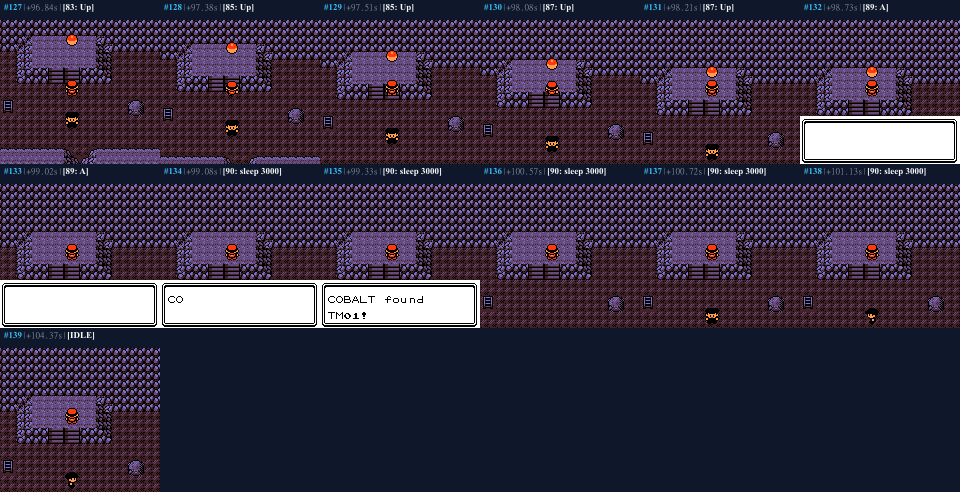 #127|+96.84s|[83: Up]
#128|+97.38s|[85: Up]
#129|+97.51s|[85: Up]
#130|+98.08s|[87: Up]
#131|+98.21s|[87: Up]
#132|+98.73s|[89: A]
#133|+99.02s|[89: A]
#134|+99.08s|[90: sleep 3000]
#135|+99.33s|[90: sleep 3000]
#136|+100.57s|[90: sleep 3000]
#137|+100.72s|[90: sleep 3000]
#138|+101.13s|[90: sleep 3000]
CO
COBALT found
TM01!
#139|+104.37s|[IDLE]